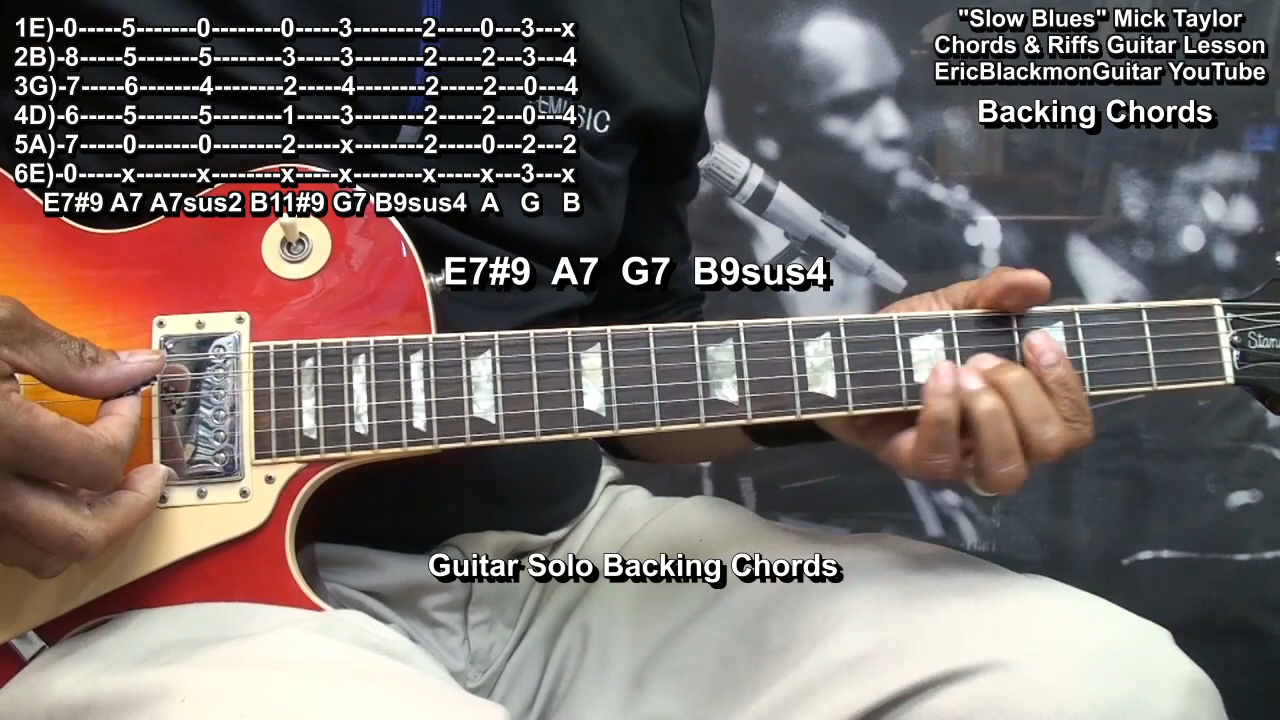 1E)-0-----5-------0--------0-----3--------2-----0---3---x
2B)-8-----5-------5--------3-----3--------2-----2---3---4
3G)-7-----6-------4--------2-----4--------2-----2---0---4
4D)-6-----5-------5--------1-----3--------2-----2---0---4
5A)-7-----0-------0--------2-----x--------2-----0---2---2
6E)-0-----x-------x--------x-----x--------x-----x---3---x
E7#9 A7 A7sus2 B11#9 G7 B9sus4 A G B
"Slow Blues" Mick Taylor
Chords & Riffs Guitar Lesson
EricBlackmonGuitar YouTube
Backing Chords
E7#9 A7 G7 B9sus4
Guitar Solo Backing Chords